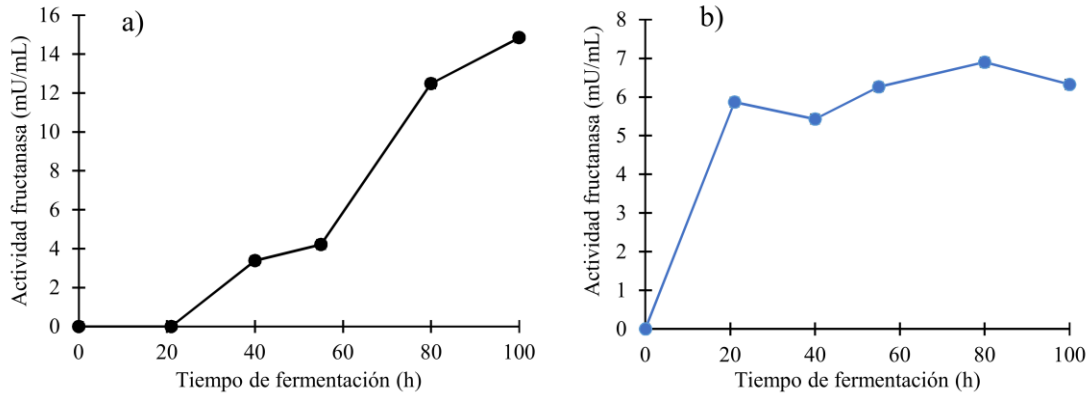 a)
Actividad fructanasa (mU/mL)
16
14
12
10
8
6
4
2
0
0 20 40 60 80 100
Tiempo de fermentación (h)
b)
Actividad fructanasa (mU/mL)
8
7
6
5
4
3
2
1
0
0 20 40 60 80 100
Tiempo de fermentación (h)